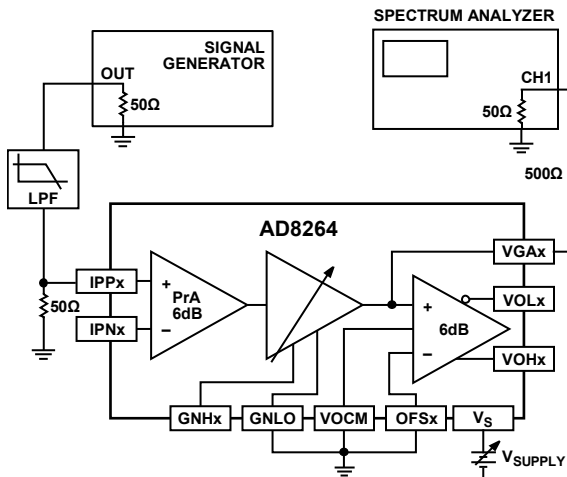 SIGNAL
GENERATOR
OUT
50Ω
SPECTRUM ANALYZER
CH1
50Ω
500Ω
LPF
50Ω
AD8264
IPPx
IPNx
+
PrA
6dB
–
+
6dB
–
VGAx
VOLx
VOHx
GNHx
GNLO
VOCM
OFSx
VS
VSUPPLY